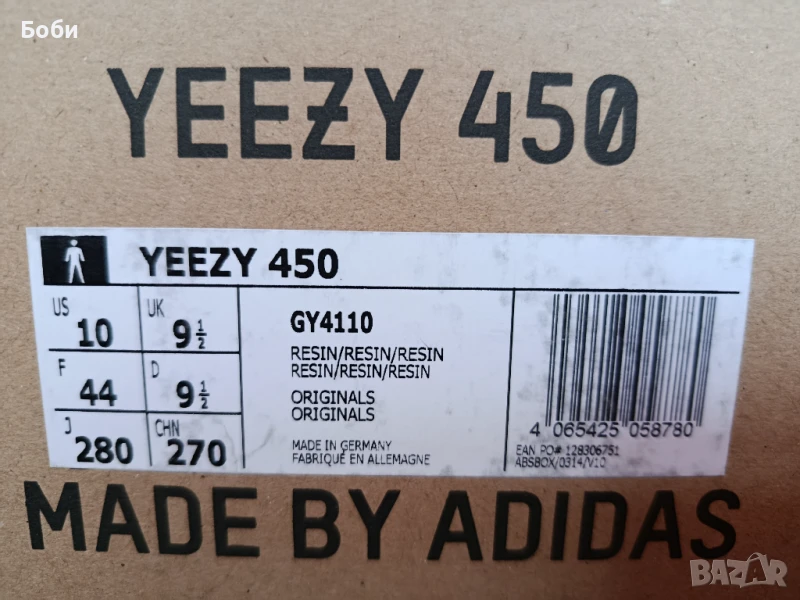 Боби
YEEZY 450
YEEZY 450
US 10 UK 9 1/2
F 44 D 9 1/2
J 280 CHN 270
GY4110
RESIN/RESIN/RESIN
RESIN/RESIN/RESIN
ORIGINALS
ORIGINALS
MADE IN GERMANY
FABRIQUÉ EN ALLEMAGNE
4 065425 058780
EAN PO# 128306751
ABSBOX/0314/V10
MADE BY ADIDAS
BAZAR